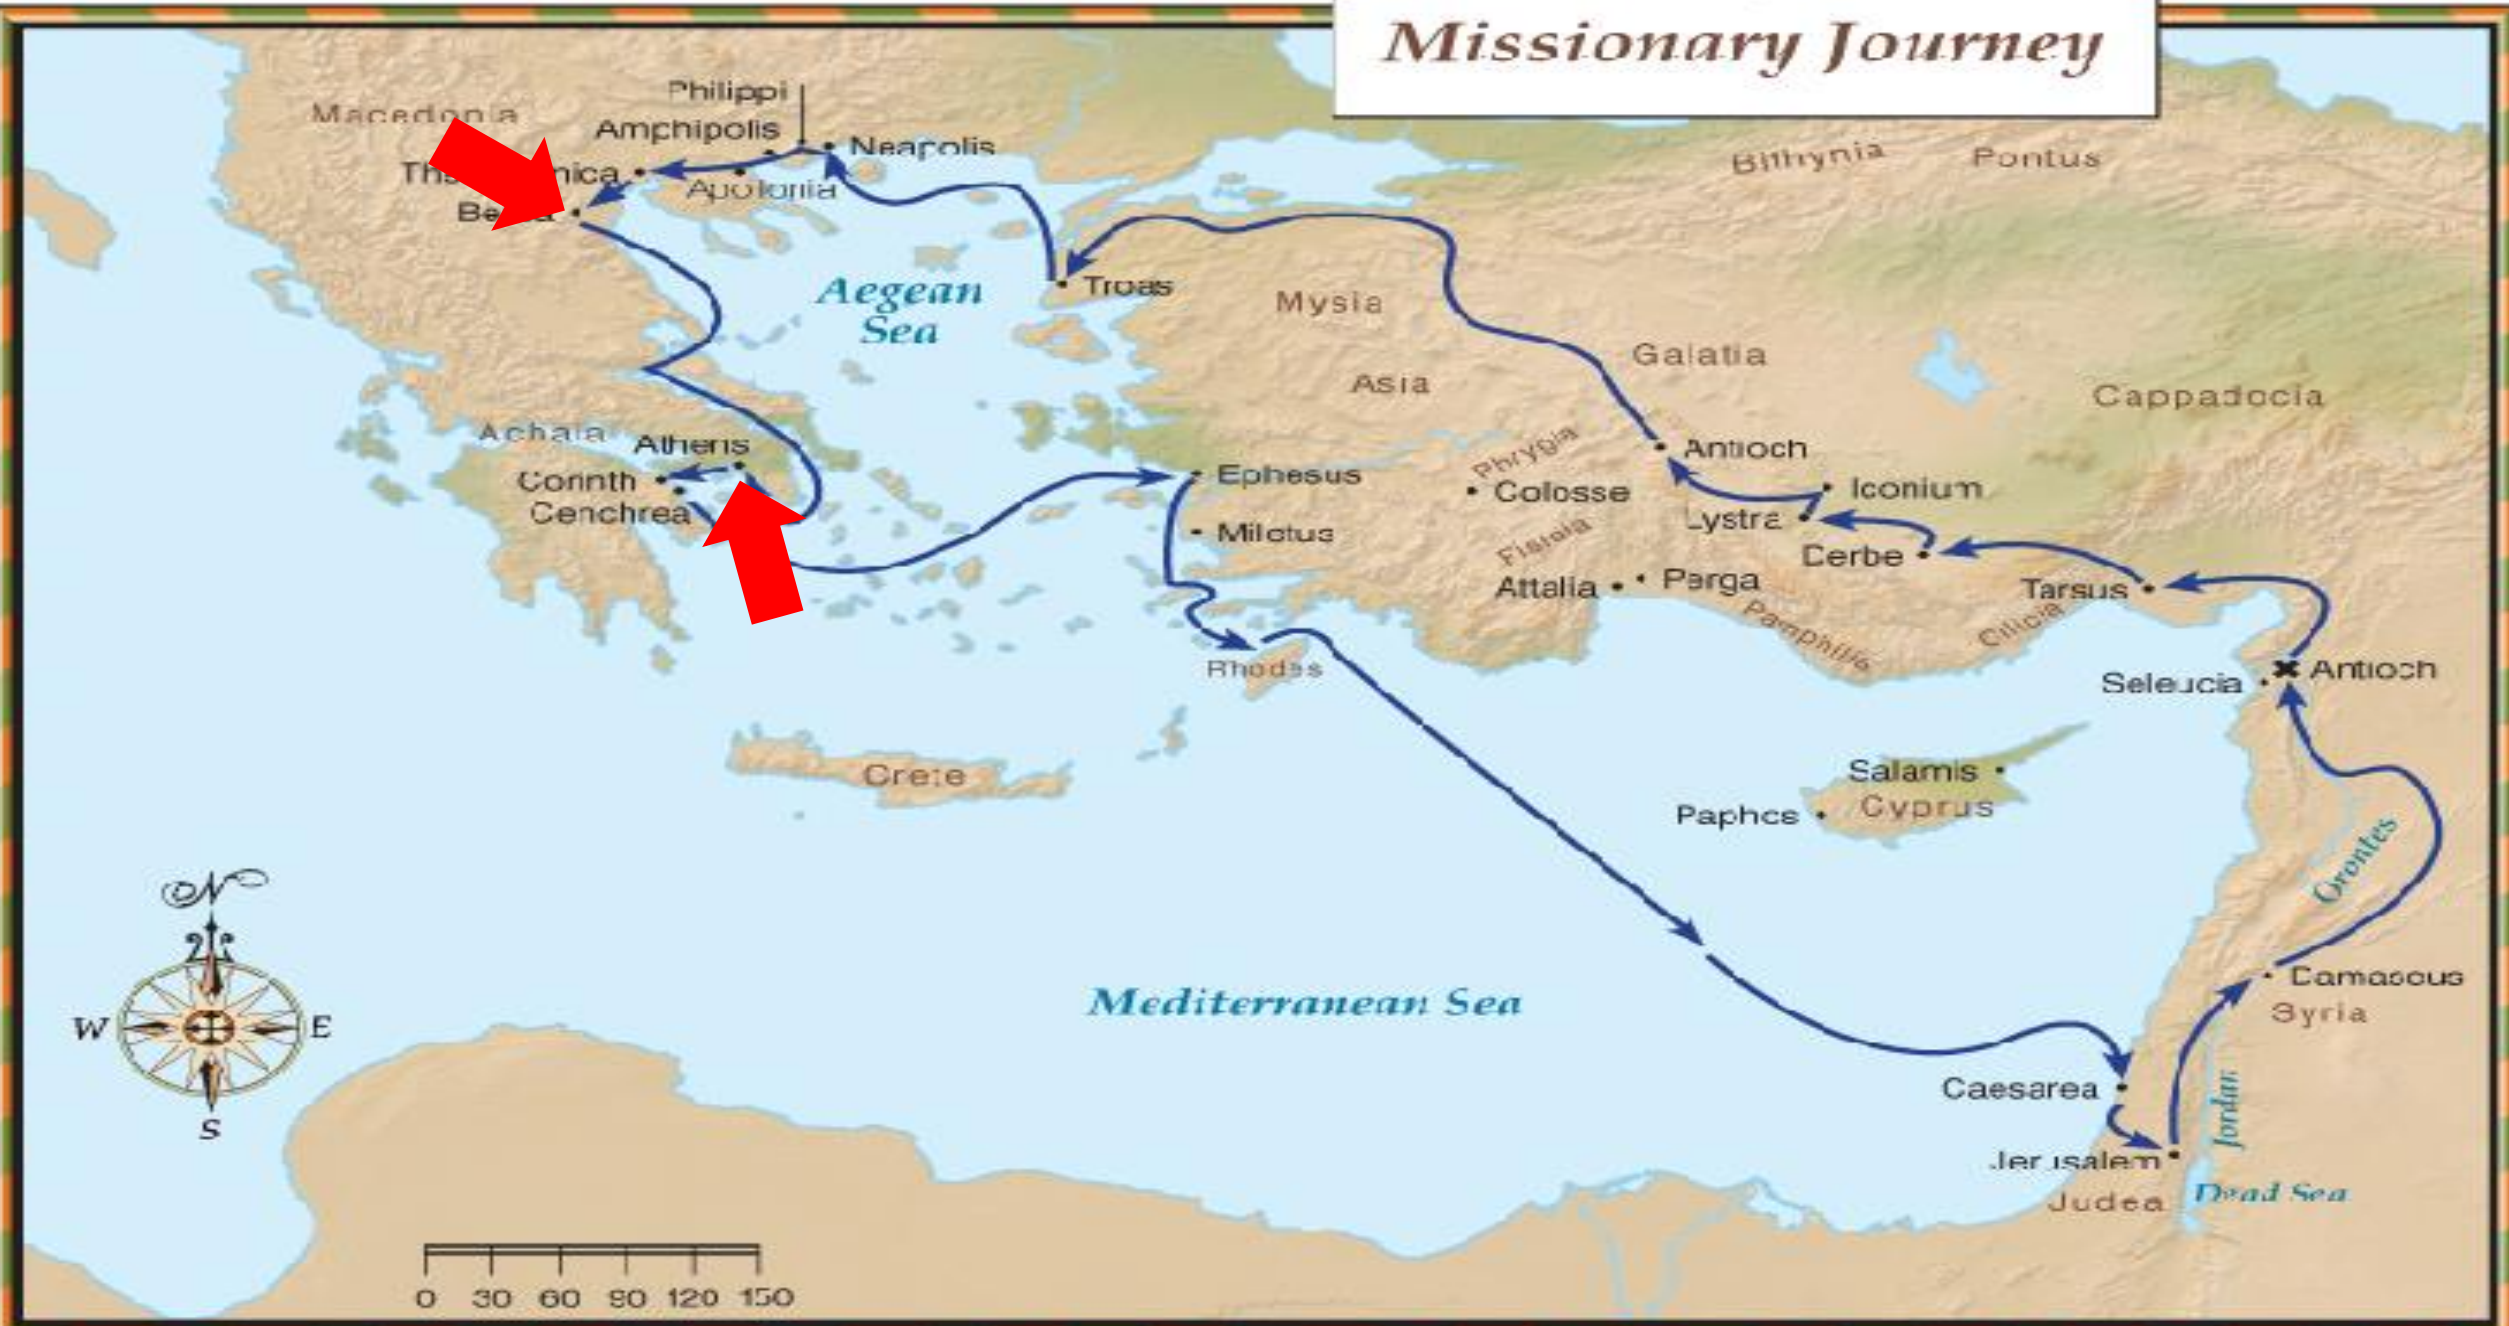 Missionary Journey
Philippi
Macedonia
Amphipolis
Neapolis
Apollonia
Bithynia
Pontus
Aegean
Sea
Troas
Mysia
Galatia
Asia
Cappadocia
Achaia
Athens
Corinth
Cenchrea
Ephesus
Miletus
Phrygia
Colosse
Antioch
Iconium
Lystra
Derbe
Pisidia
Attalia
Perga
Pamphilia
Cilicia
Tarsus
Rhodes
Seleucia
Antioch
Crete
Salamis
Cyprus
Paphos
Orontes
N
W
E
S
Mediterranean Sea
Damascus
Syria
Caesarea
Jordan
Jerusalem
Judea
Dead Sea
0 30 60 90 120 150